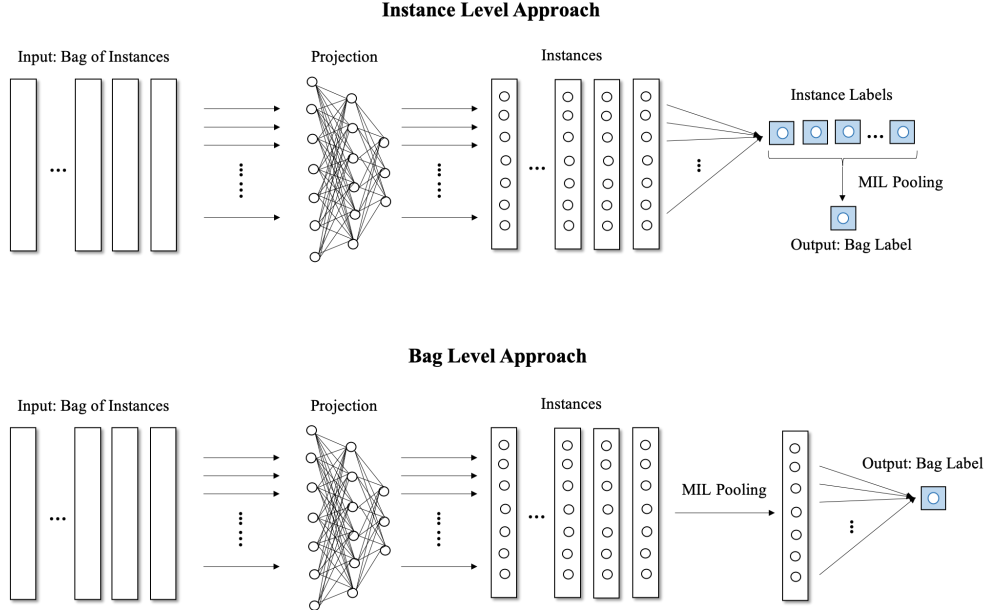 Instance Level Approach
Input: Bag of Instances
Projection
Instances
Instance Labels
MIL Pooling
Output: Bag Label
Bag Level Approach
Input: Bag of Instances
Projection
Instances
MIL Pooling
Output: Bag Label